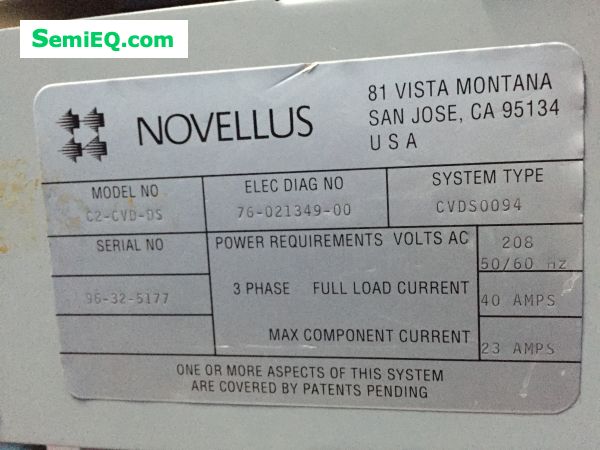 SemiEQ.com
NOVELLUS
81 VISTA MONTANA
SAN JOSE, CA 95134
U S A
MODEL NO
C2-CVD-DS
ELEC DIAG NO
76-021349-00
SYSTEM TYPE
CVDS0094
SERIAL NO
96-32-5177
POWER REQUIREMENTS VOLTS AC
208
50/60 Hz
3 PHASE FULL LOAD CURRENT
40 AMPS
MAX COMPONENT CURRENT
23 AMPS
ONE OR MORE ASPECTS OF THIS SYSTEM
ARE COVERED BY PATENTS PENDING